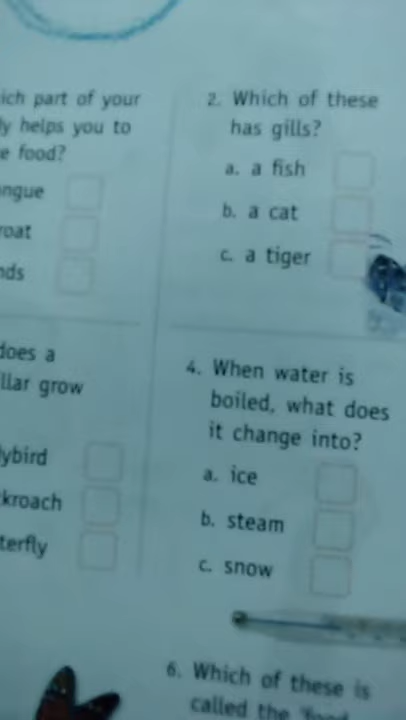 ich part of your
y helps you to
e food?
ngue
roat
nds
2. Which of these
has gills?
a. a fish
b. a cat
c. a tiger
does a
llar grow
ybird
kroach
terfly
4. When water is
boiled, what does
it change into?
a. ice
b. steam
c. snow
6. Which of these is
called the